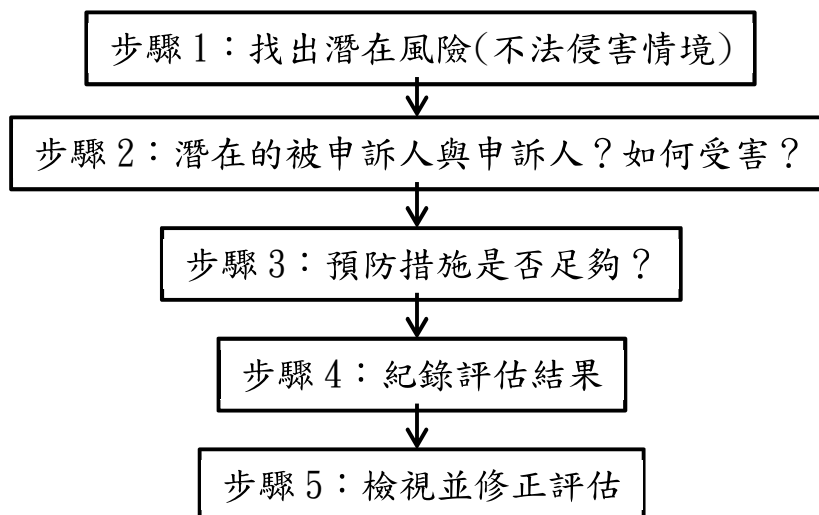 步驟 1：找出潛在風險(不法侵害情境)
步驟 2：潛在的被申訴人與申訴人？如何受害？
步驟 3：預防措施是否足夠？
步驟 4：紀錄評估結果
步驟 5：檢視並修正評估